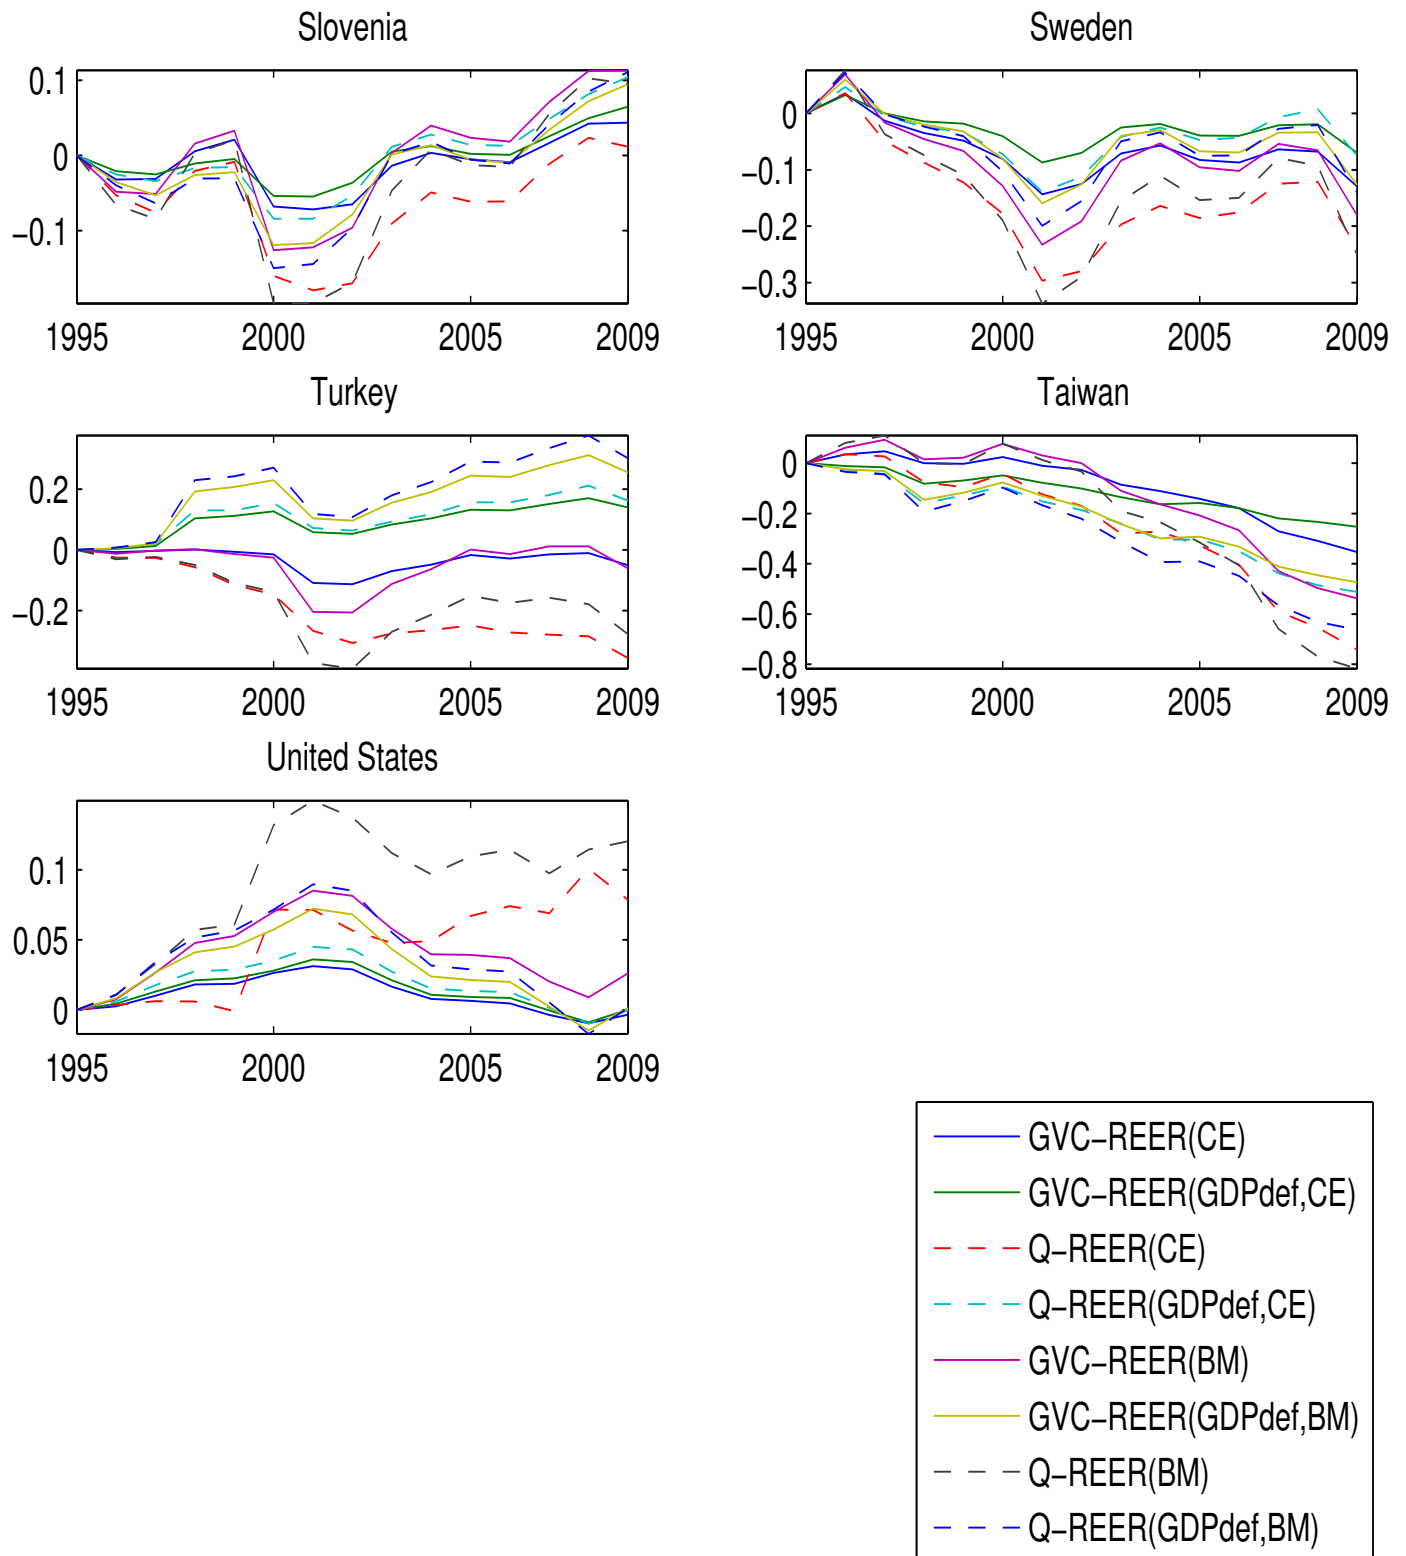 Slovenia
0.1
0
−0.1
1995 2000 2005 2009
Sweden
0
−0.1
−0.2
−0.3
1995 2000 2005 2009
Turkey
0.2
0
−0.2
1995 2000 2005 2009
Taiwan
0
−0.2
−0.4
−0.6
−0.8
1995 2000 2005 2009
United States
0.1
0.05
0
1995 2000 2005 2009
GVC−REER(CE)
GVC−REER(GDPdef,CE)
Q−REER(CE)
Q−REER(GDPdef,CE)
GVC−REER(BM)
GVC−REER(GDPdef,BM)
Q−REER(BM)
Q−REER(GDPdef,BM)